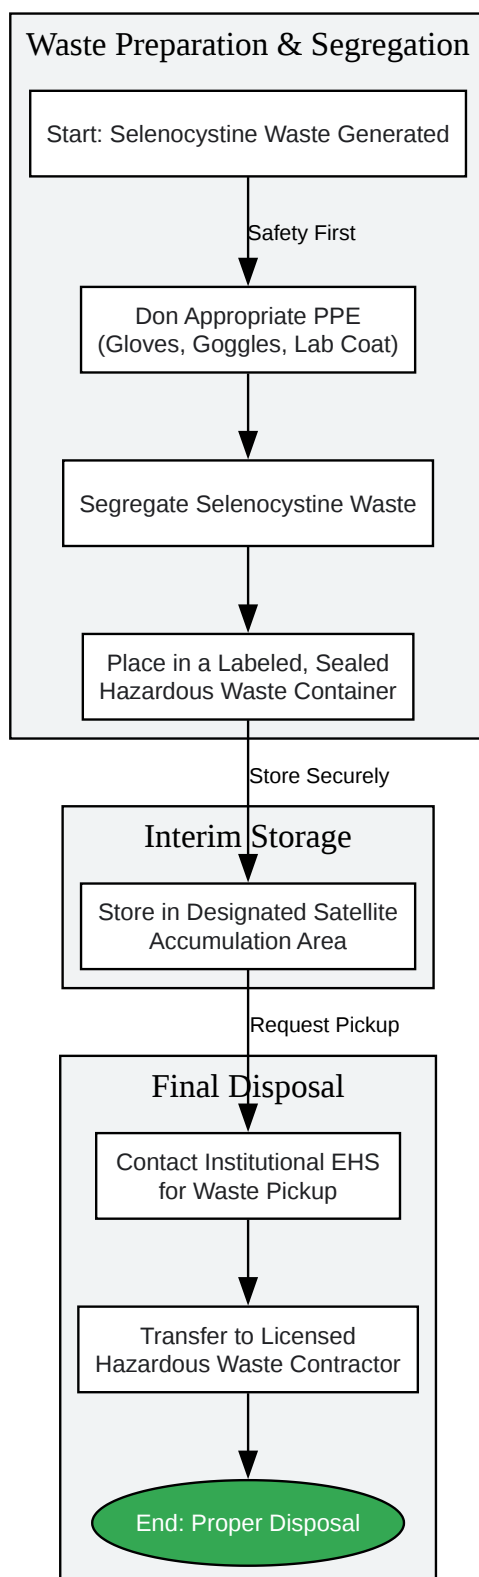 Waste Preparation & Segregation
Start: Selenocystine Waste Generated
Safety First
Don Appropriate PPE
(Gloves, Goggles, Lab Coat)
Segregate Selenocystine Waste
Place in a Labeled, Sealed
Hazardous Waste Container
Store Securely
Interim Storage
Store in Designated Satellite
Accumulation Area
Request Pickup
Final Disposal
Contact Institutional EHS
for Waste Pickup
Transfer to Licensed
Hazardous Waste Contractor
End: Proper Disposal